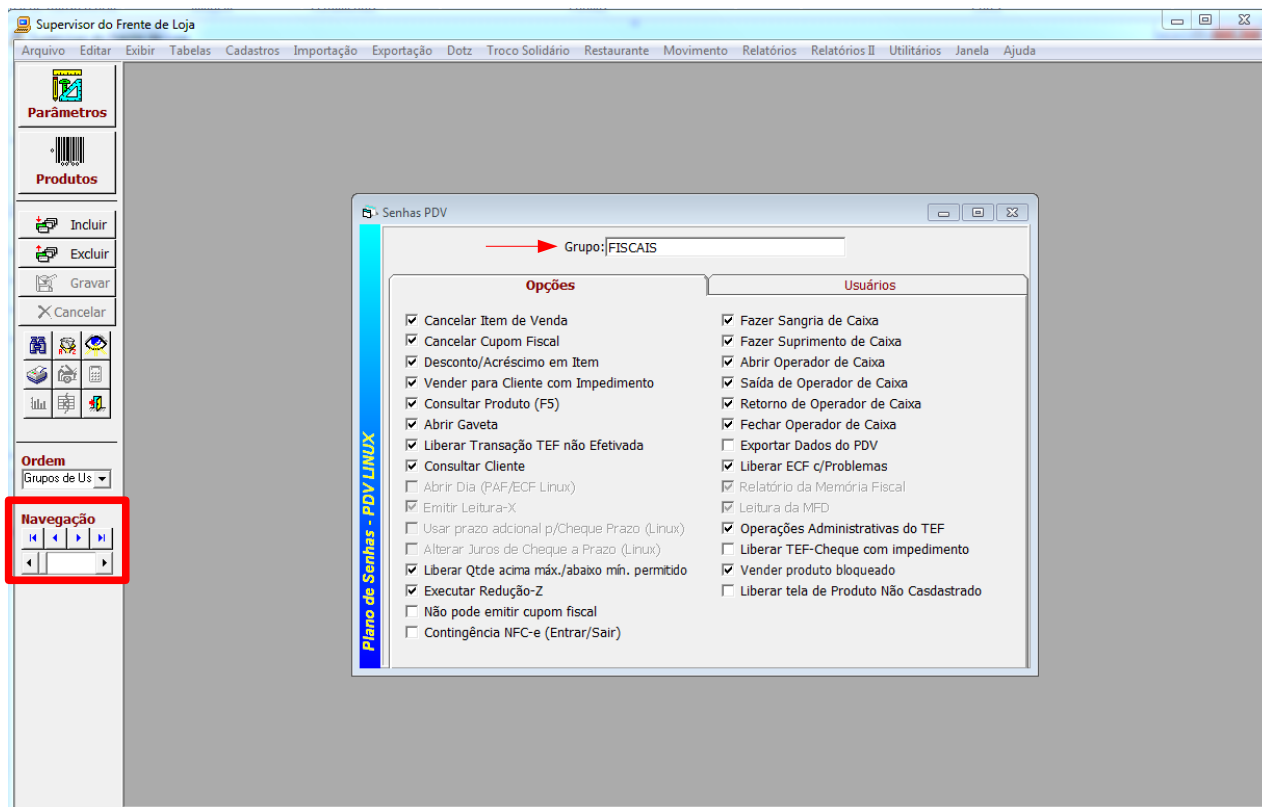 Supervisor do Frente de Loja
Arquivo Editar Exibir Tabelas Cadastros Importação Exportação Dotz Troco Solidário Restaurante Movimento Relatórios Relatórios II Utilitários Janela Ajuda
Parâmetros
Produtos
Incluir
Excluir
Gravar
Cancelar
Ordem
Grupos de Us
Navegação
Senhas PDV
Grupo: FISCAIS
Opções
Usuários
Cancelar Item de Venda
Cancelar Cupom Fiscal
Desconto/Acréscimo em Item
Vender para Cliente com Impedimento
Consultar Produto (F5)
Abrir Gaveta
Liberar Transação TEF não Efetivada
Consultar Cliente
Abrir Dia (PAF/ECF Linux)
Emitir Leitura-X
Usar prazo adcional p/Cheque Prazo (Linux)
Alterar Juros de Cheque a Prazo (Linux)
Liberar Qtde acima máx./abaixo mín. permitido
Executar Redução-Z
Não pode emitir cupom fiscal
Contingência NFC-e (Entrar/Sair)
Fazer Sangria de Caixa
Fazer Suprimento de Caixa
Abrir Operador de Caixa
Saída de Operador de Caixa
Retorno de Operador de Caixa
Fechar Operador de Caixa
Exportar Dados do PDV
Liberar ECF c/Problemas
Relatório da Memória Fiscal
Leitura da MFD
Operações Administrativas do TEF
Liberar TEF-Cheque com impedimento
Vender produto bloqueado
Liberar tela de Produto Não Casdastrado
Plano de Senhas - PDV LINUX